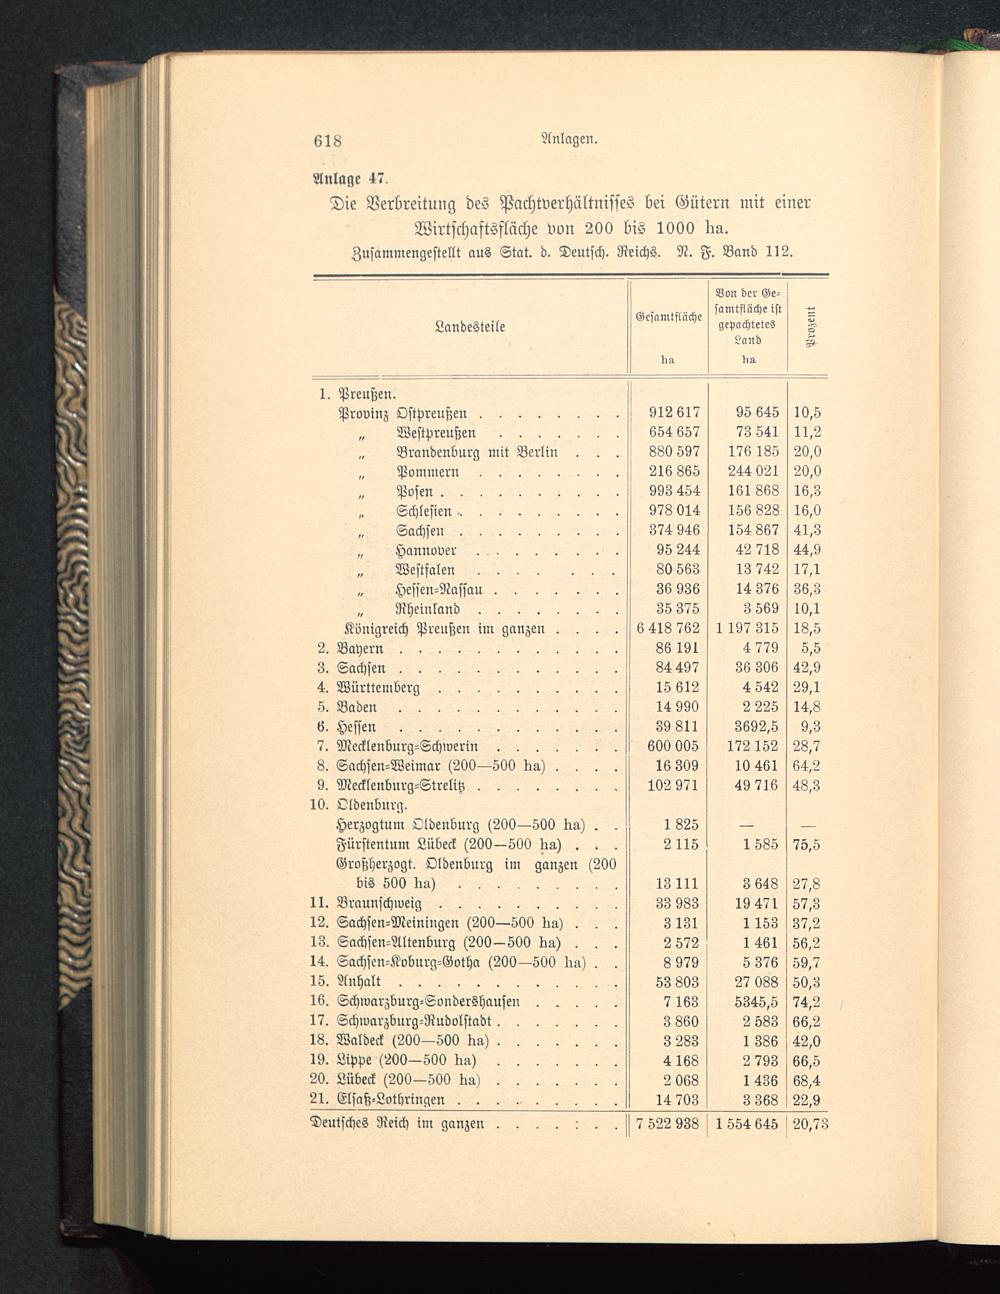 618 Anlagen.
Anlage 47.
Die Verbreitung des Pachtverhältnisses bei Gütern mit einer
Wirtschaftsfläche von 200 bis 1000 ha.
Zusammengestellt aus Stat. d. Deutsch. Reichs. N. F. Band 112.
Landesteile
Gesamtfläche
ha
Von der Ge-
samtfläche ist
gepachtetes
Land
ha
Prozent
1. Preußen.
Provinz Ostpreußen . . . . . . . . 912 617 95 645 10,5
„ Westpreußen . . . . . . . 654 657 73 541 11,2
„ Brandenburg mit Berlin . . . 880 597 176 185 20,0
„ Pommern . . . . . . . . 216 865 244 021 20,0
„ Posen . . . . . . . . . . 993 454 161 868 16,3
„ Schlesien . . . . . . . . . 978 014 156 828 16,0
„ Sachsen . . . . . . . . . 374 946 154 867 41,3
„ Hannover . . . . . . . . 95 244 42 718 44,9
„ Westfalen . . . . . . . 80 563 13 742 17,1
„ Hessen-Nassau . . . . . . . 36 936 14 376 36,3
„ Rheinland . . . . . . . . 35 375 3 569 10,1
Königreich Preußen im ganzen . . . . 6 418 762 1 197 315 18,5
2. Bayern . . . . . . . . . . . . 86 191 4 779 5,5
3. Sachsen . . . . . . . . . . . . 84 497 36 306 42,9
4. Württemberg . . . . . . . . . . 15 612 4 542 29,1
5. Baden . . . . . . . . . . . . 14 990 2 225 14,8
6. Hessen . . . . . . . . . . . . 39 811 3692,5 9,3
7. Mecklenburg-Schwerin . . . . . . . 600 005 172 152 28,7
8. Sachsen-Weimar (200—500 ha) . . . . 16 309 10 461 64,2
9. Mecklenburg-Strelitz . . . . . . . . 102 971 49 716 48,3
10. Oldenburg.
Herzogtum Oldenburg (200—500 ha) . . 1 825 — —
Fürstentum Lübeck (200—500 ha) . . . 2 115 1 585 75,5
Großherzogt. Oldenburg im ganzen (200
bis 500 ha) . . . . . . . . . 13 111 3 648 27,8
11. Braunschweig . . . . . . . . . . 33 983 19 471 57,3
12. Sachsen-Meiningen (200—500 ha) . . . 3 131 1 153 37,2
13. Sachsen-Altenburg (200—500 ha) . . . 2 572 1 461 56,2
14. Sachsen-Koburg-Gotha (200—500 ha) . . 8 979 5 376 59,7
15. Anhalt . . . . . . . . . . . . 53 803 27 088 50,3
16. Schwarzburg-Sondershausen . . . . . 7 163 5345,5 74,2
17. Schwarzburg-Rudolstadt . . . . . . . 3 860 2 583 66,2
18. Waldeck (200—500 ha) . . . . . . . 3 283 1 386 42,0
19. Lippe (200—500 ha) . . . . . . . 4 168 2 793 66,5
20. Lübeck (200—500 ha) . . . . . . . 2 068 1 436 68,4
21. Elsaß-Lothringen . . . . . . . . . 14 703 3 368 22,9
Deutsches Reich im ganzen . . . . : . . 7 522 938 1 554 645 20,73